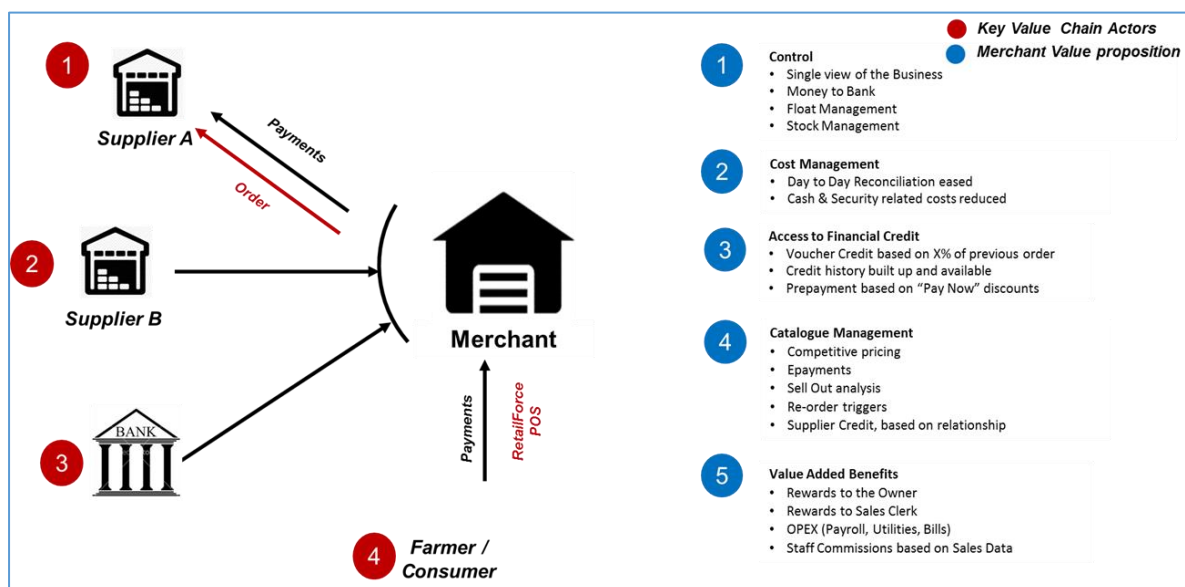 Key Value Chain Actors
Merchant Value proposition
1
Supplier A
Payments
Order
2
Supplier B
Merchant
BANK
3
Payments
RetailForce
POS
4
Farmer /
Consumer
1
Control
• Single view of the Business
• Money to Bank
• Float Management
• Stock Management
2
Cost Management
• Day to Day Reconciliation eased
• Cash & Security related costs reduced
3
Access to Financial Credit
• Voucher Credit based on X% of previous order
• Credit history built up and available
• Prepayment based on “Pay Now” discounts
4
Catalogue Management
• Competitive pricing
• Epayments
• Sell Out analysis
• Re-order triggers
• Supplier Credit, based on relationship
5
Value Added Benefits
• Rewards to the Owner
• Rewards to Sales Clerk
• OPEX (Payroll, Utilities, Bills)
• Staff Commissions based on Sales Data